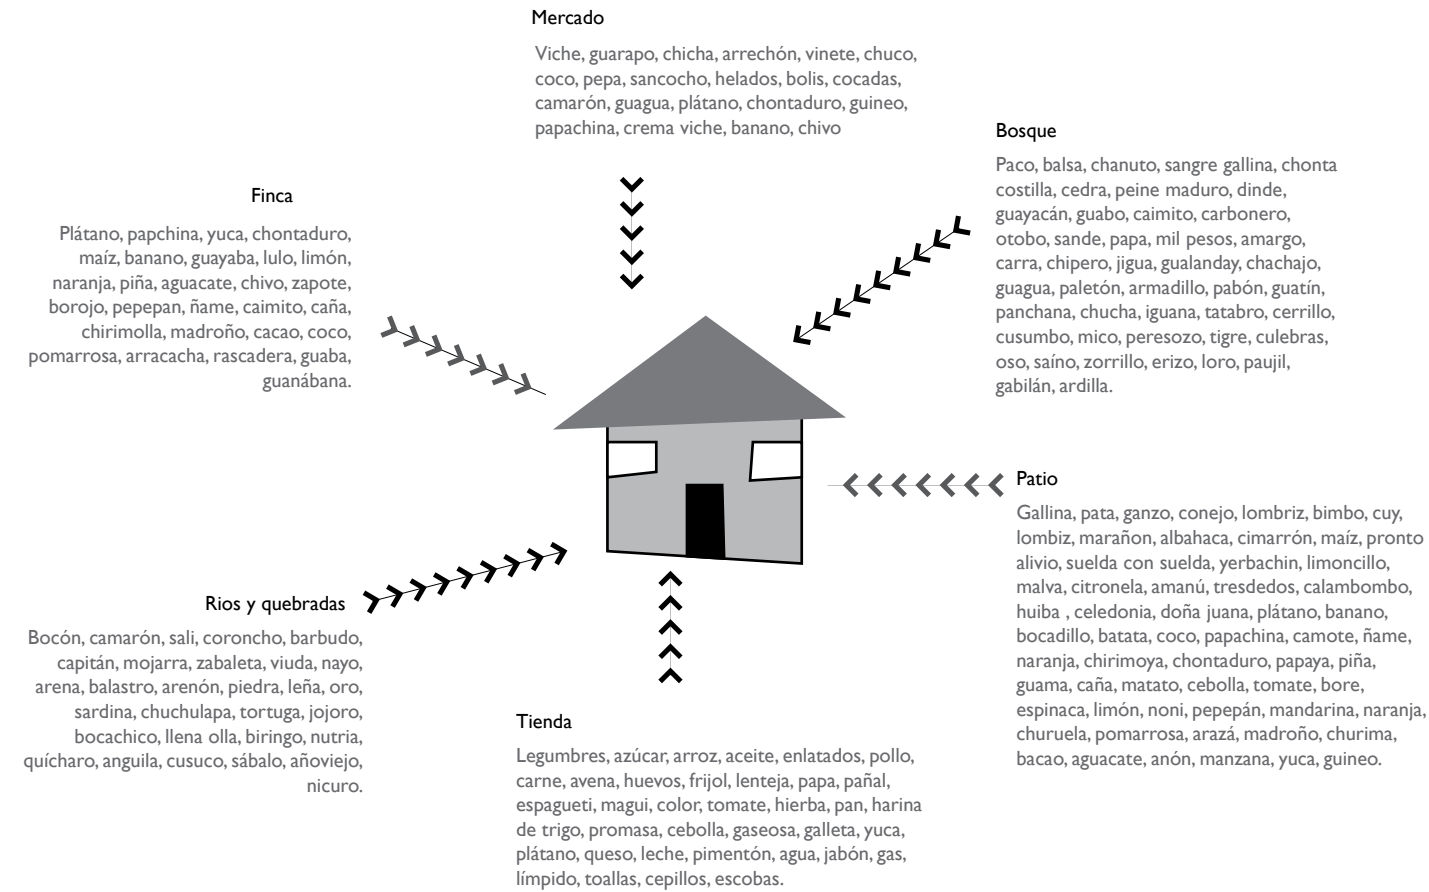 Mercado
Viche, guarapo, chicha, arrechón, vinete, chuco,
coco, pepa, sancocho, helados, bolis, cocadas,
camarón, guagua, plátano, chontaduro, guineo,
papachina, crema viche, banano, chivo
Bosque
Paco, balsa, chanuto, sangre gallina, chonta
costilla, cedra, peine maduro, dinde,
guayacán, guabo, caimito, carbonero,
otobo, sande, papa, mil pesos, amargo,
carra, chipero, jigua, gualanday, chachajo,
guagua, paletón, armadillo, pabón, guatín,
panchana, chucha, iguana, tatabro, cerrillo,
cusumbo, mico, peresozo, tigre, culebras,
oso, saíno, zorrillo, erizo, loro, paujil,
gabilán, ardilla.
Finca
Plátano, papchina, yuca, chontaduro,
maíz, banano, guayaba, lulo, limón,
naranja, piña, aguacate, chivo, zapote,
borojo, pepepan, ñame, caimito, caña,
chirimolla, madroño, cacao, coco,
pomarrosa, arracacha, rascadera, guaba,
guanábana.
Patio
Gallina, pata, ganzo, conejo, lombriz, bimbo, cuy,
lombiz, marañon, albahaca, cimarrón, maíz, pronto
alivio, suelda con suelda, yerbachin, limoncillo,
malva, citronela, amanú, tresdedos, calambombo,
huiba , celedonia, doña juana, plátano, banano,
bocadillo, batata, coco, papachina, camote, ñame,
naranja, chirimoya, chontaduro, papaya, piña,
guama, caña, matato, cebolla, tomate, bore,
espinaca, limón, noni, pepepán, mandarina, naranja,
churuela, pomarrosa, arazá, madroño, churima,
bacao, aguacate, anón, manzana, yuca, guineo.
Rios y quebradas
Bocón, camarón, sali, coroncho, barbudo,
capitán, mojarra, zabaleta, viuda, nayo,
arena, balastro, arenón, piedra, leña, oro,
sardina, chuchulapa, tortuga, jojoro,
bocachico, llena olla, biringo, nutria,
quícharo, anguila, cusuco, sábalo, añoviejo,
nicuro.
Tienda
Legumbres, azúcar, arroz, aceite, enlatados, pollo,
carne, avena, huevos, frijol, lenteja, papa, pañal,
espagueti, magui, color, tomate, hierba, pan, harina
de trigo, promasa, cebolla, gaseosa, galleta, yuca,
plátano, queso, leche, pimentón, agua, jabón, gas,
límpido, toallas, cepillos, escobas.